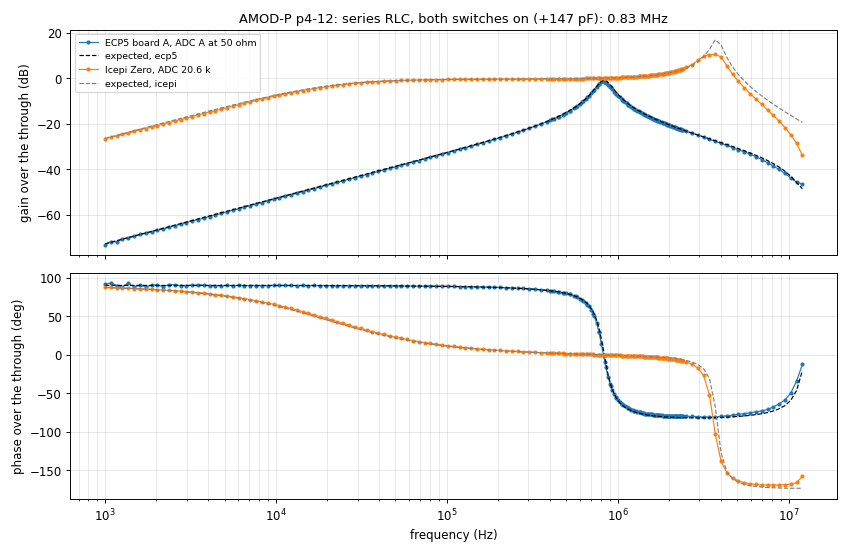 AMOD-P p4-12: series RLC, both switches on (+147 pF): 0.83 MHz
gain over the through (dB)
20
0
−20
−40
−60
ECP5 board A, ADC A at 50 ohm
expected, ecp5
Icepi Zero, ADC 20.6 k
expected, icepi
phase over the through (deg)
100
50
0
−50
−100
−150
10³
10⁴
10⁵
10⁶
10⁷
frequency (Hz)